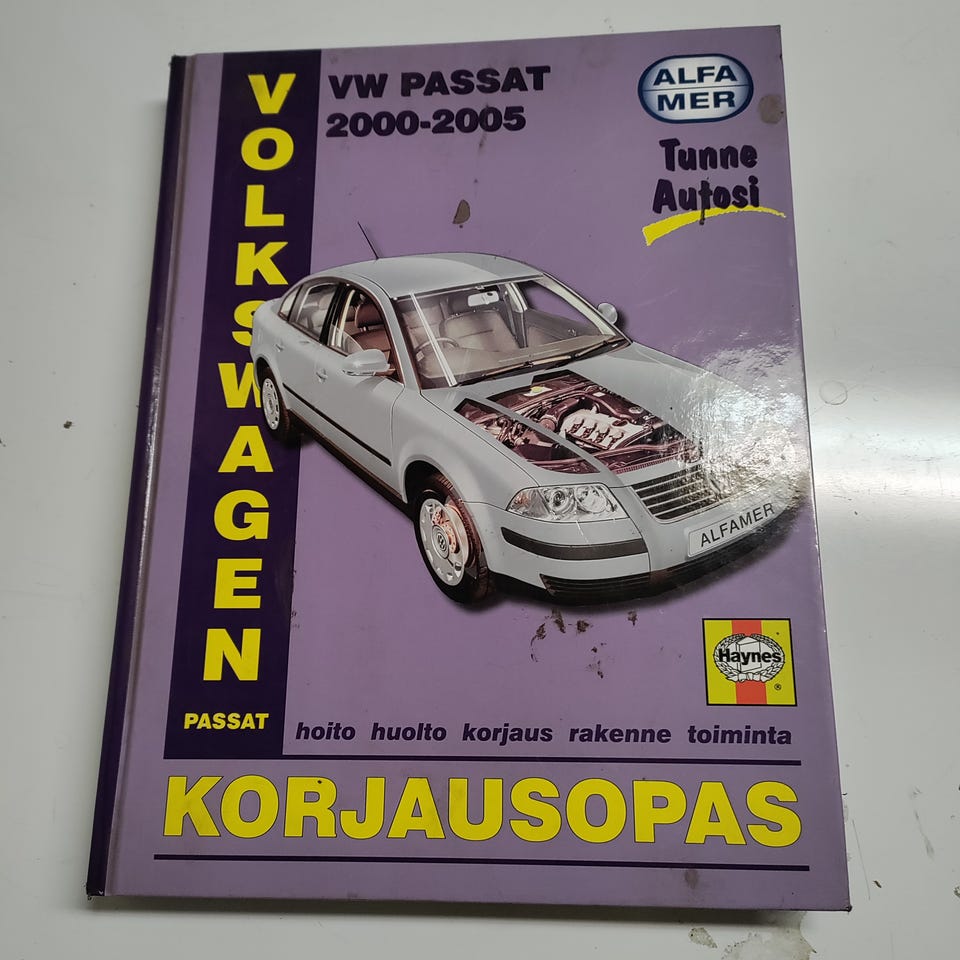 VOLKSWAGEN
PASSAT
VW PASSAT
2000-2005
ALFA
MER
Tunne
Autosi
ALFAMER
Haynes
®
hoito huolto korjaus rakenne toiminta
KORJAUSOPAS